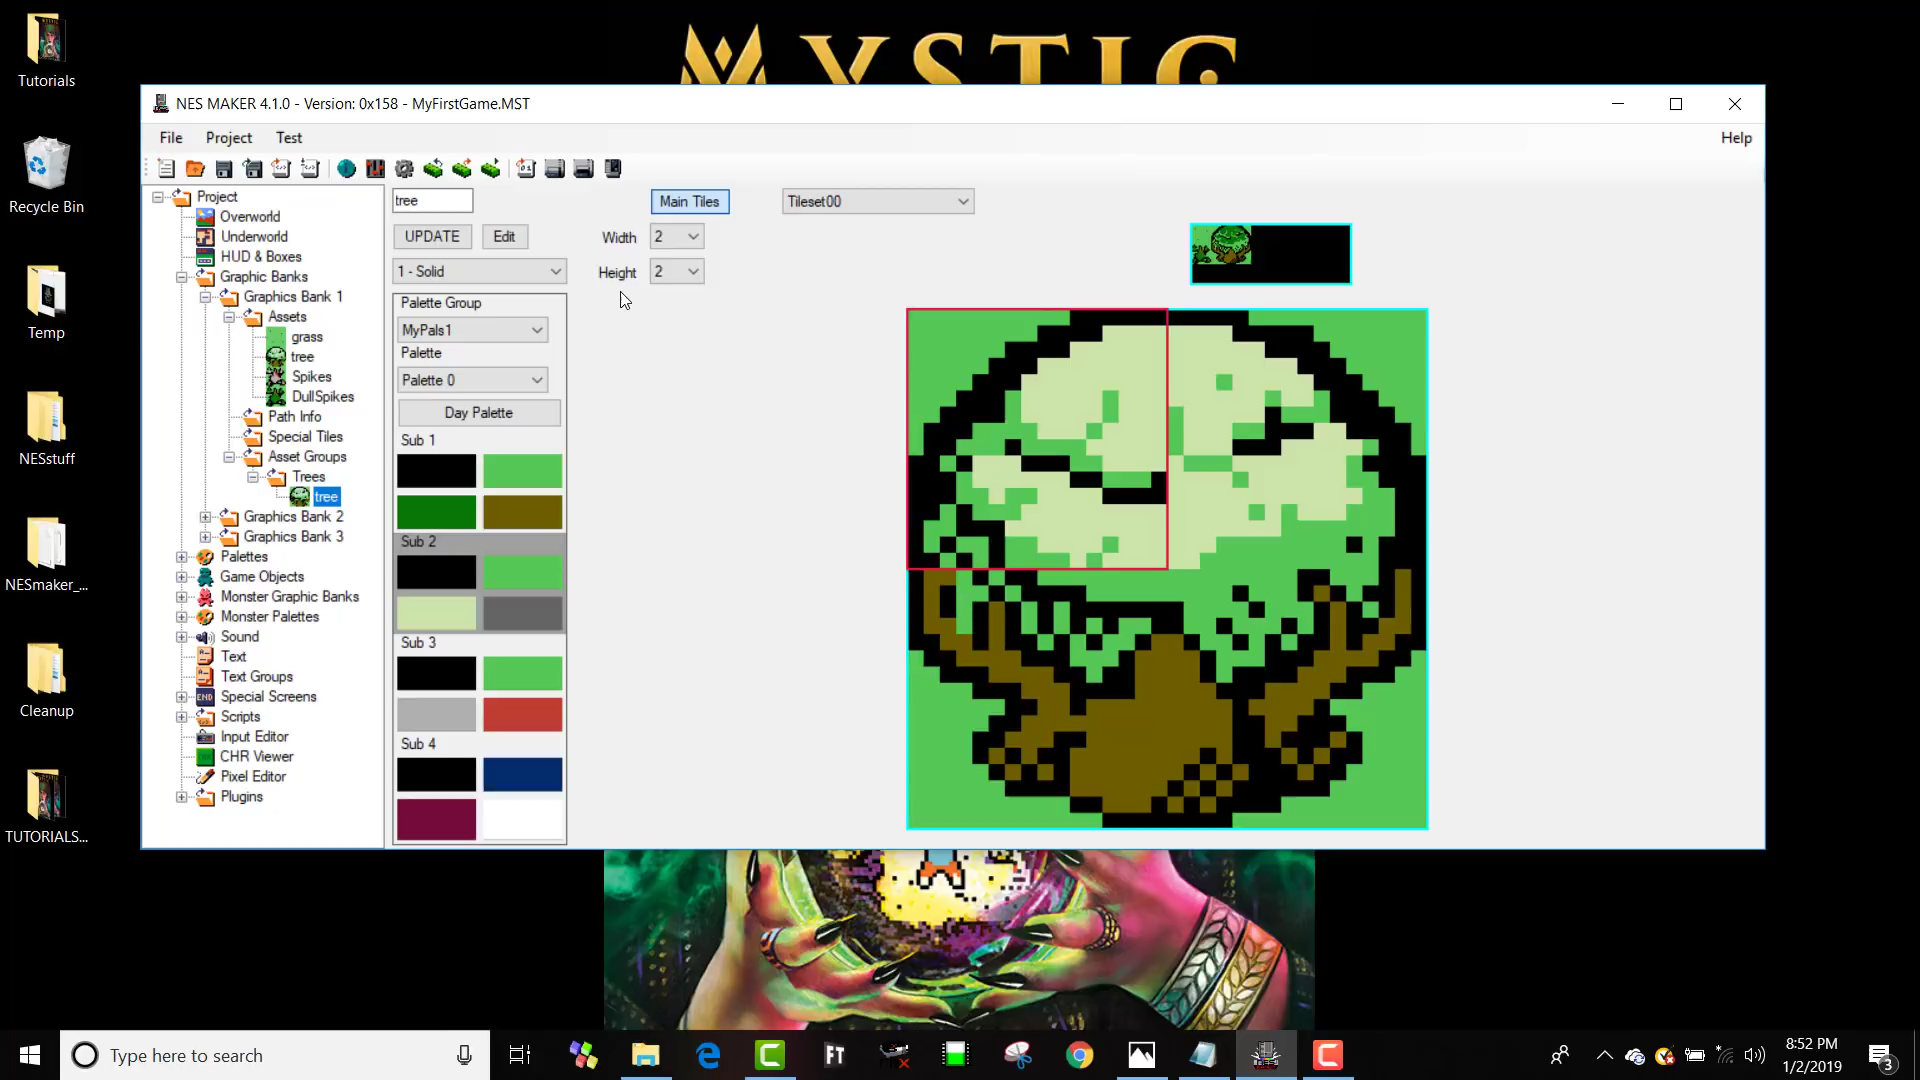 MYSTIC
Tutorials
Recycle Bin
Temp
NESstuff
NESmaker_...
Cleanup
TUTORIALS...
NES MAKER 4.1.0 - Version: 0x158 - MyFirstGame.MST
File
Project
Test
Help
Project
Overworld
Underworld
HUD & Boxes
Graphic Banks
Graphics Bank 1
Assets
grass
tree
Spikes
DullSpikes
Path Info
Special Tiles
Asset Groups
Trees
tree
Graphics Bank 2
Graphics Bank 3
Palettes
Game Objects
Monster Graphic Banks
Monster Palettes
Sound
Text
Text Groups
END
Special Screens
Scripts
Input Editor
CHR Viewer
Pixel Editor
Plugins
tree
UPDATE
Edit
1 - Solid
Palette Group
MyPals1
Palette
Palette 0
Day Palette
Sub 1
Sub 2
Sub 3
Sub 4
Main Tiles
Width
2
Height
2
Tileset00
Type here to search
FT
8:52 PM
1/2/2019
3